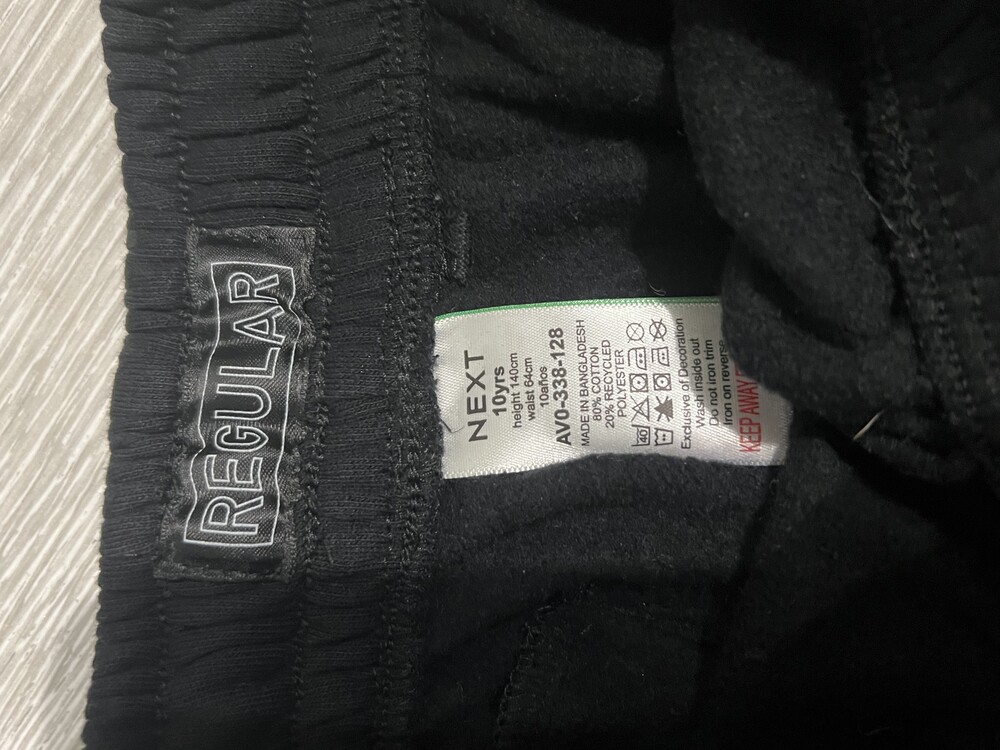 REGULAR
NEXT
10yrs
height 140cm
waist 64cm
10años
AV0-338-128
MADE IN BANGLADESH
80% COTTON
20% RECYCLED
POLYESTER
40
Exclusive of Decoration
Wash inside out
Do not iron trim
Iron on reverse
KEEP AWAY